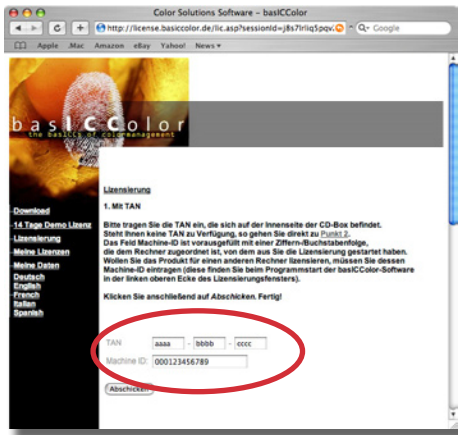 Color Solutions Software – basICColor
http://license.basiccolor.de/lic.asp?sessionId=j8s7lrliq5pqv
Google
Apple .Mac Amazon eBay Yahoo! News
basICColor
the basICCs of colormanagement
Lizensierung
1. Mit TAN
Bitte tragen Sie die TAN ein, die sich auf der Innenseite der CD-Box befindet.
Steht Ihnen keine TAN zu Verfügung, so gehen Sie direkt zu Punkt 2.
Das Feld Machine-ID ist vorausgefüllt mit einer Ziffern-/Buchstabenfolge,
die dem Rechner zugeordnet ist, von dem aus Sie die Lizensierung gestartet haben.
Wollen Sie das Produkt für einen anderen Rechner lizensieren, müssen Sie dessen
Machine-ID eintragen (diese finden Sie beim Programmstart der basICColor-Software
in der linken oberen Ecke des Lizensierungsfensters).
Klicken Sie anschließend auf Abschicken. Fertig!
Download
14 Tage Demo Lizenz
Lizensierung
Meine Lizenzen
Meine Daten
Deutsch
English
French
Italian
Spanish
TAN aaaa - bbbb - cccc
Machine ID: 000123456789
Abschicken